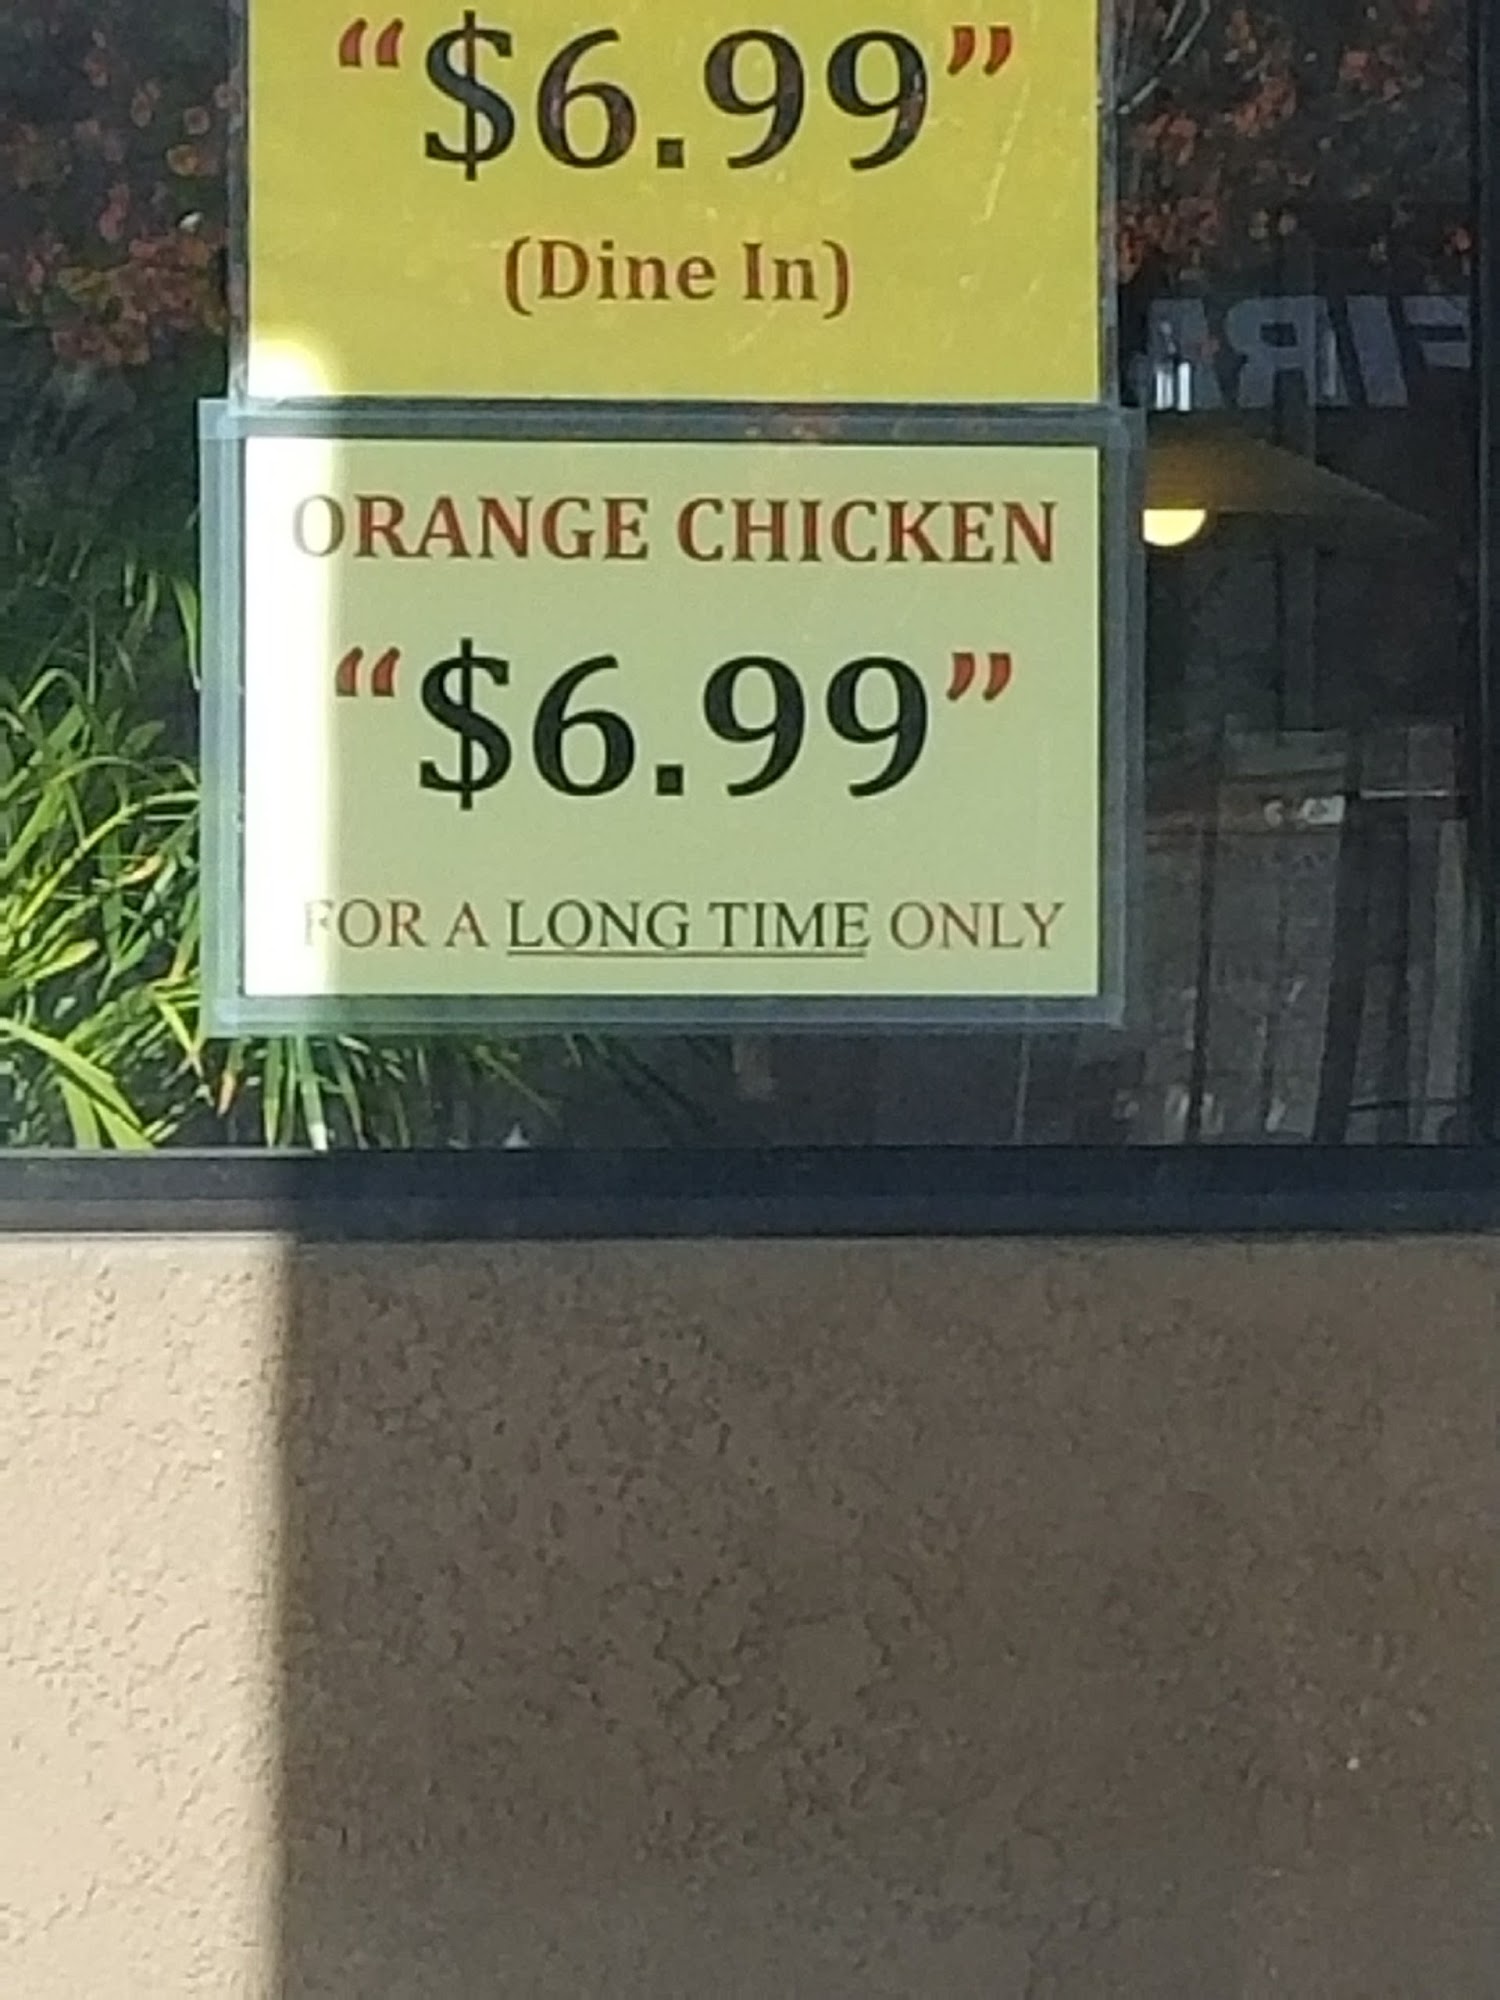 “$6.99”
(Dine In)
ORANGE CHICKEN
“$6.99”
FOR A LONG TIME ONLY